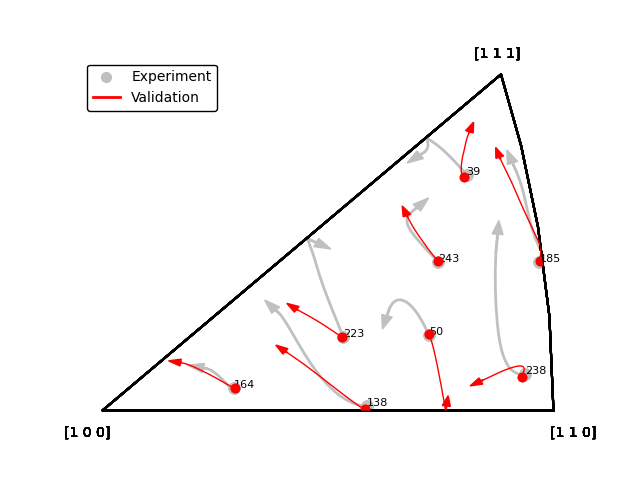 [1 1 1]
Experiment
Validation
39
243
185
223
50
238
164
138
[1 0 0]
[1 1 0]